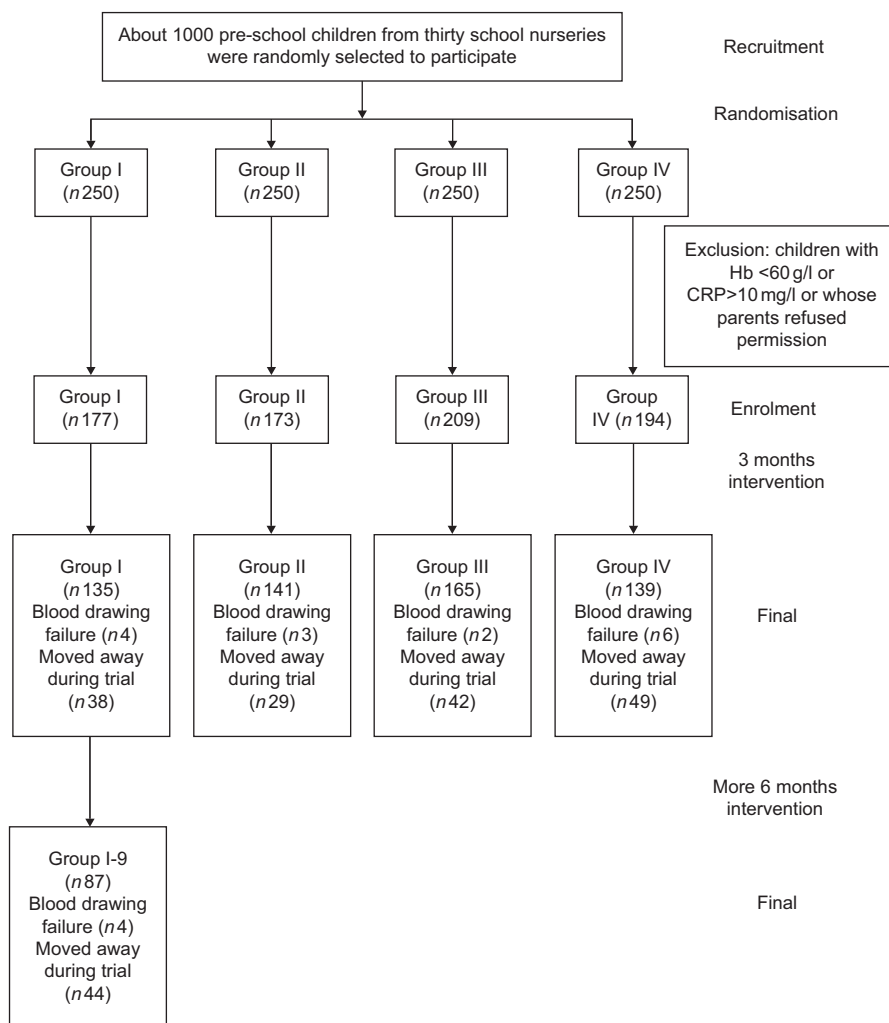 About 1000 pre-school children from thirty school nurseries
were randomly selected to participate
Recruitment
Randomisation
Group I
(n 250)
Group II
(n 250)
Group III
(n 250)
Group IV
(n 250)
Exclusion: children with
Hb <60 g/l or
CRP>10 mg/l or whose
parents refused
permission
Group I
(n 177)
Group II
(n 173)
Group III
(n 209)
Group
IV (n 194)
Enrolment
3 months
intervention
Group I
(n 135)
Blood drawing
failure (n 4)
Moved away
during trial
(n 38)
Group II
(n 141)
Blood drawing
failure (n 3)
Moved away
during trial
(n 29)
Group III
(n 165)
Blood drawing
failure (n 2)
Moved away
during trial
(n 42)
Group IV
(n 139)
Blood drawing
failure (n 6)
Moved away
during trial
(n 49)
Final
More 6 months
intervention
Group I-9
(n 87)
Blood drawing
failure (n 4)
Moved away
during trial
(n 44)
Final